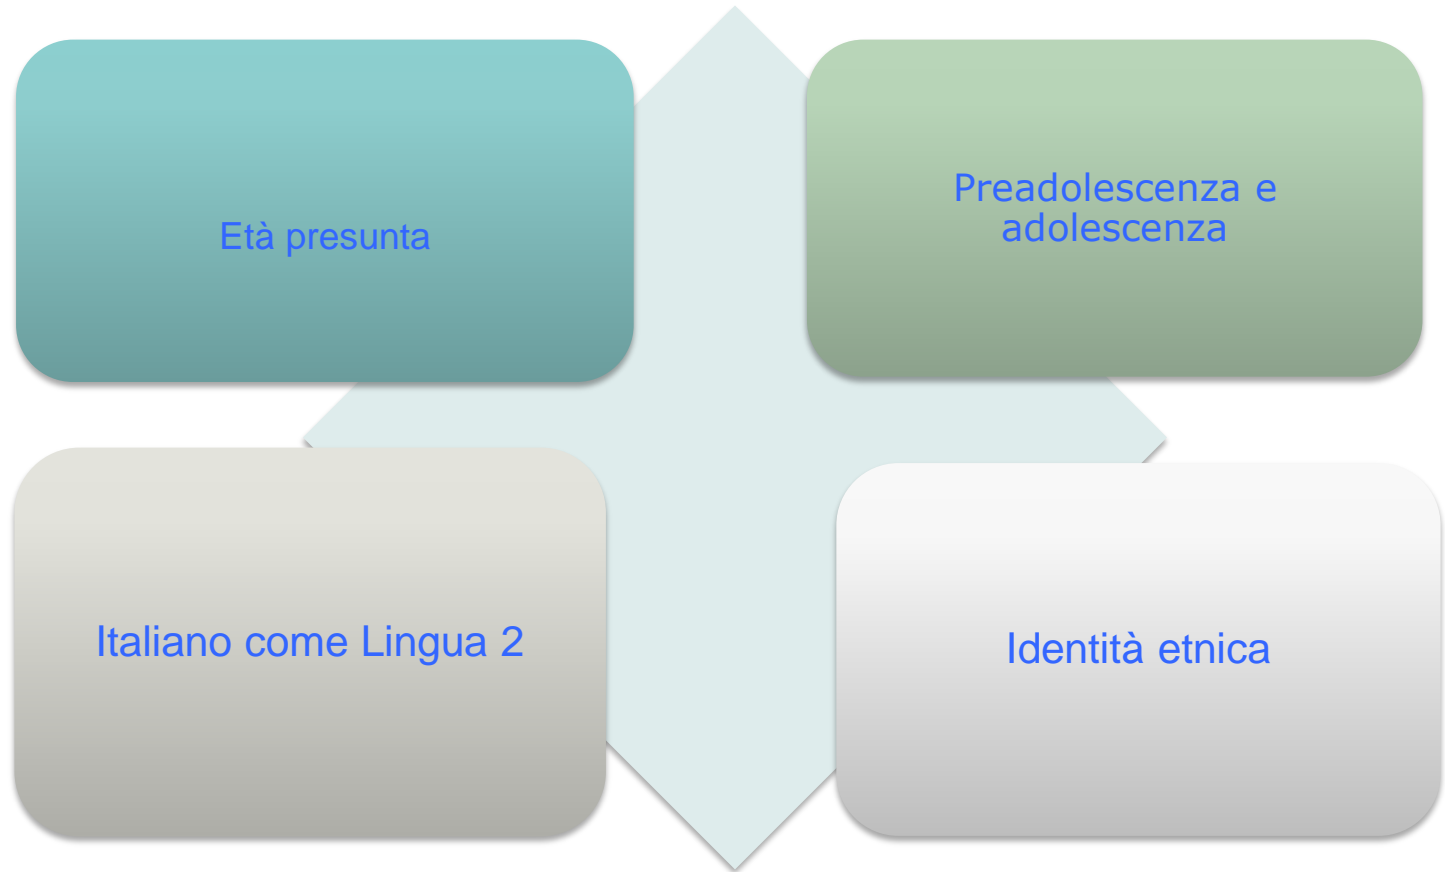 Età presunta
Preadolescenza e
adolescenza
Italiano come Lingua 2
Identità etnica